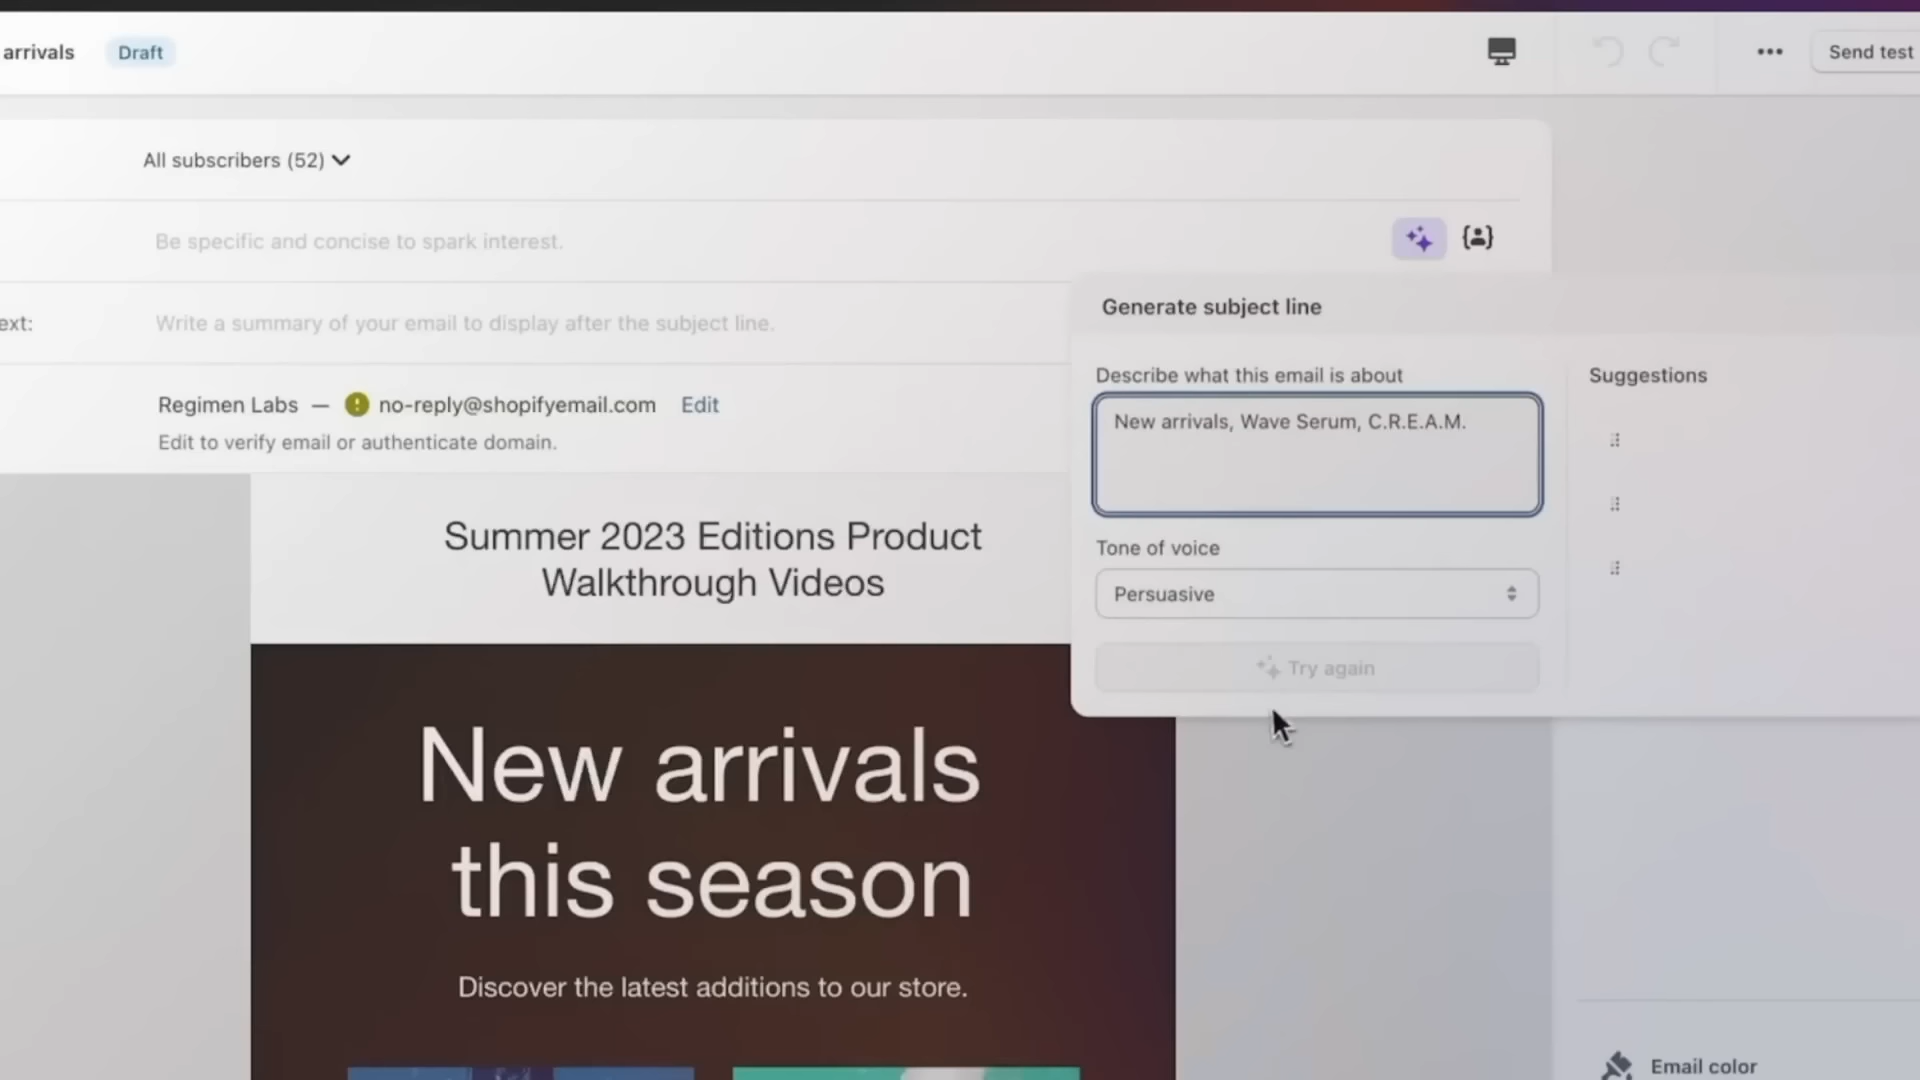 arrivals
Draft
Send test
All subscribers (52)
Be specific and concise to spark interest.
Generate subject line
ext:
Write a summary of your email to display after the subject line.
Describe what this email is about
Suggestions
Regimen Labs — no-reply@shopifyemail.com Edit
New arrivals, Wave Serum, C.R.E.A.M.
Edit to verify email or authenticate domain.
Summer 2023 Editions Product
Walkthrough Videos
Tone of voice
Persuasive
Try again
New arrivals
this season
Discover the latest additions to our store.
Email color